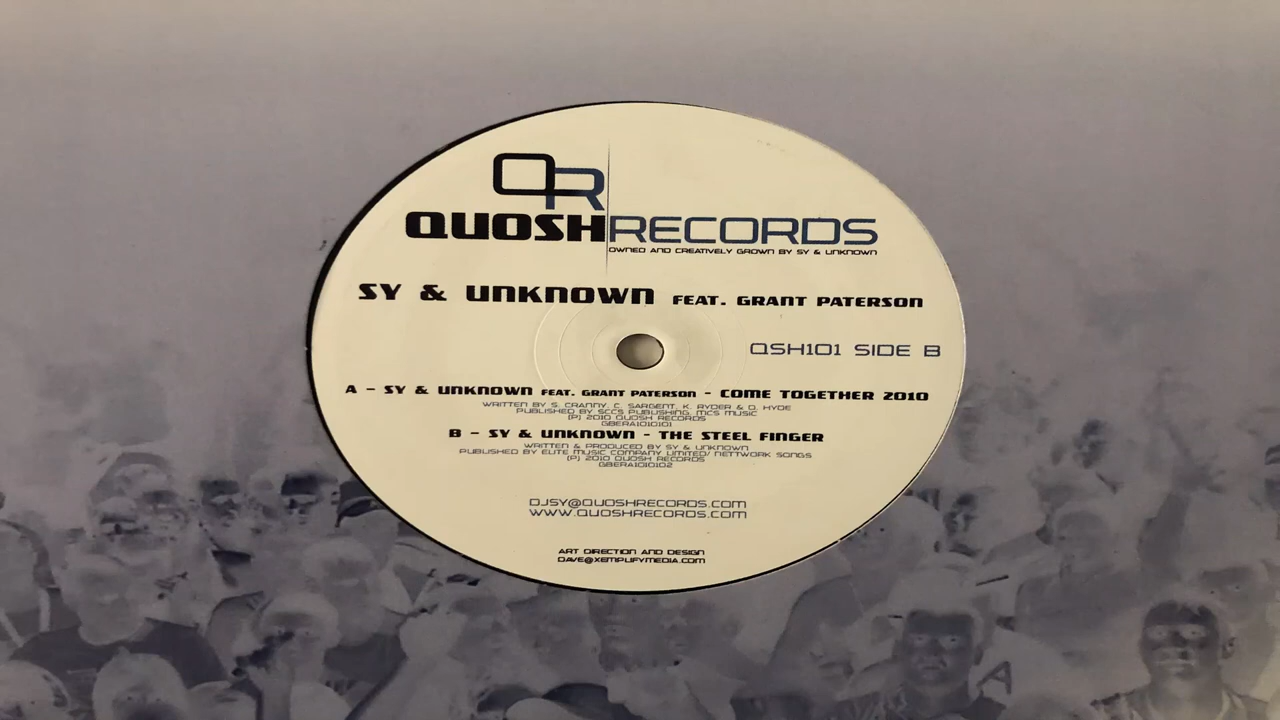 QR
QUOSH RECORDS
OWNED AND CREATIVELY GROWN BY SY & UNKNOWN
SY & UNKNOWN FEAT. GRANT PATERSON
QSH101 SIDE B
A - SY & UNKNOWN FEAT. GRANT PATERSON - COME TOGETHER 2010
WRITTEN BY S. CRANNY, C. SARGENT, K. RYDER & D. HYDE
PUBLISHED BY SCCS PUBLISHING, MCS MUSIC
(P) 2010 QUOSH RECORDS
GBERA1010101
B - SY & UNKNOWN - THE STEEL FINGER
WRITTEN & PRODUCED BY SY & UNKNOWN
PUBLISHED BY ELITE MUSIC COMPANY LIMITED/ NETTWORK SONGS
(P) 2010 QUOSH RECORDS
GBERA1010102
DJSY@QUOSHRECORDS.COM
WWW.QUOSHRECORDS.COM
ART DIRECTION AND DESIGN
DAVE@XEMPLIFYMEDIA.COM
A